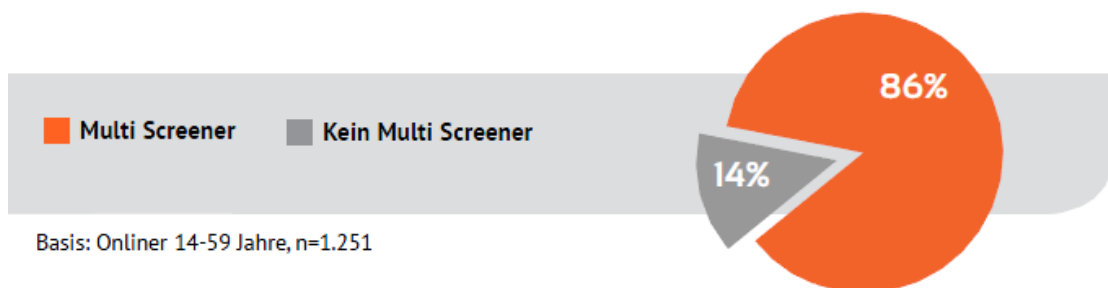 86%
Multi Screener
Kein Multi Screener
14%
Basis: Onliner 14-59 Jahre, n=1.251